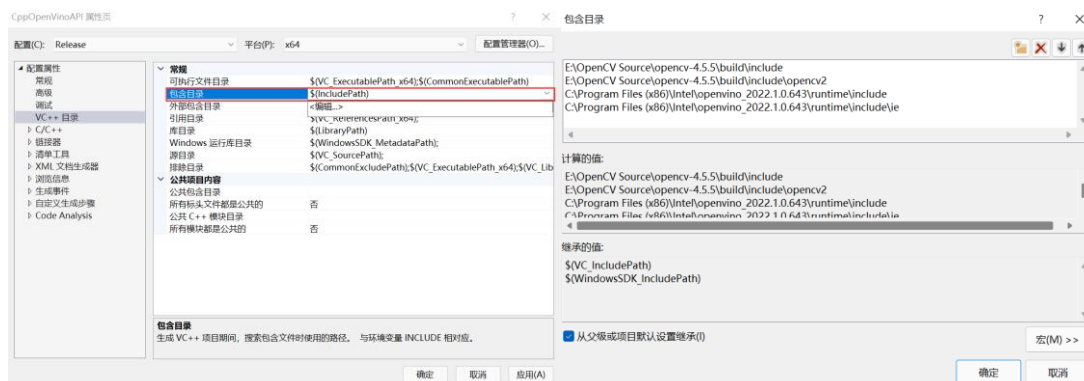 CppOpenVinoAPI 属性页
配置(C): Release
平台(P): x64
配置管理器(O)...
配置属性
常规
高级
调试
VC++ 目录
C/C++
链接器
清单工具
XML 文档生成器
浏览信息
生成事件
自定义生成步骤
Code Analysis
常规
可执行文件目录 $(VC_ExecutablePath_x64);$(CommonExecutablePath)
包含目录 $(IncludePath)
外部包含目录 <编辑...>
引用目录 $(VC_ReferencesPath_x64);
库目录 $(LibraryPath)
Windows 运行库目录 $(WindowsSDK_MetadataPath);
源目录 $(VC_SourcePath);
排除目录 $(CommonExcludePath);$(VC_ExecutablePath_x64);$(VC_Lib
公共项目内容
公共包含目录
所有标头文件都是公共的 否
公共 C++ 模块目录
所有模块都是公共的 否
包含目录
生成 VC++ 项目期间，搜索包含文件时使用的路径。 与环境变量 INCLUDE 相对应。
确定 取消 应用(A)
包含目录
E:\OpenCV Source\opencv-4.5.5\build\include
E:\OpenCV Source\opencv-4.5.5\build\include\opencv2
C:\Program Files (x86)\Intel\openvino_2022.1.0.643\runtime\include
C:\Program Files (x86)\Intel\openvino_2022.1.0.643\runtime\include\ie
计算的值:
E:\OpenCV Source\opencv-4.5.5\build\include
E:\OpenCV Source\opencv-4.5.5\build\include\opencv2
C:\Program Files (x86)\Intel\openvino_2022.1.0.643\runtime\include
C:\Program Files (x86)\Intel\openvino_2022.1.0.643\runtime\include\ie
继承的值:
$(VC_IncludePath)
$(WindowsSDK_IncludePath)
从父级或项目默认设置继承(I)
宏(M) >>
确定 取消